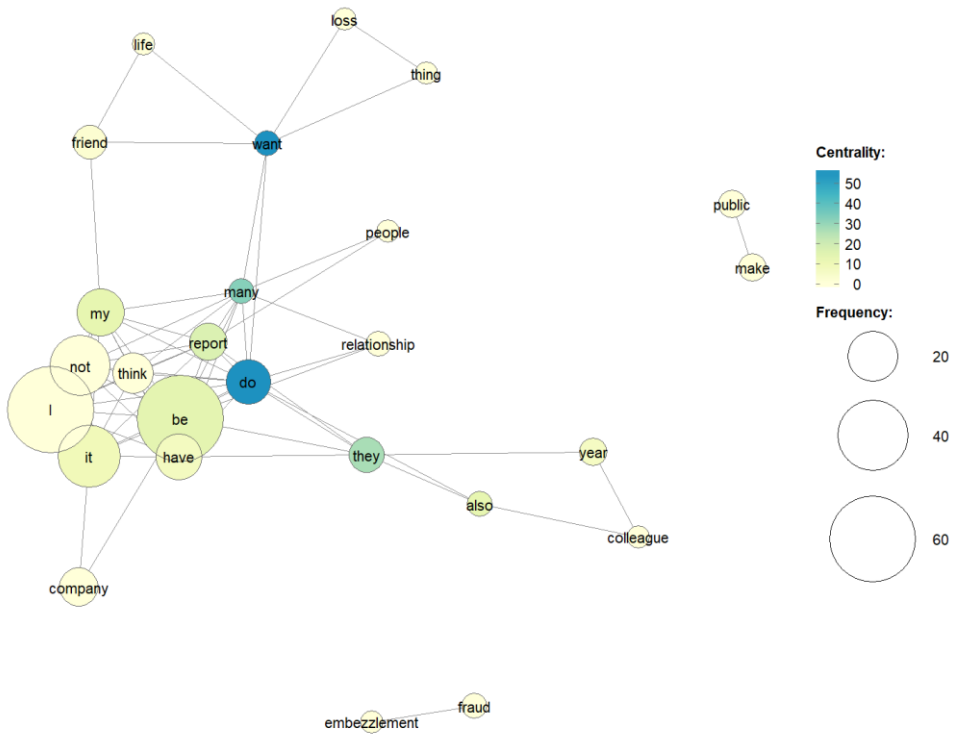 loss
life
thing
friend
want
Centrality:
50
40
30
20
10
0
public
people
make
many
my
Frequency:
report
relationship
20
not
think
do
I
be
40
it
have
they
year
also
colleague
60
company
fraud
embezzlement